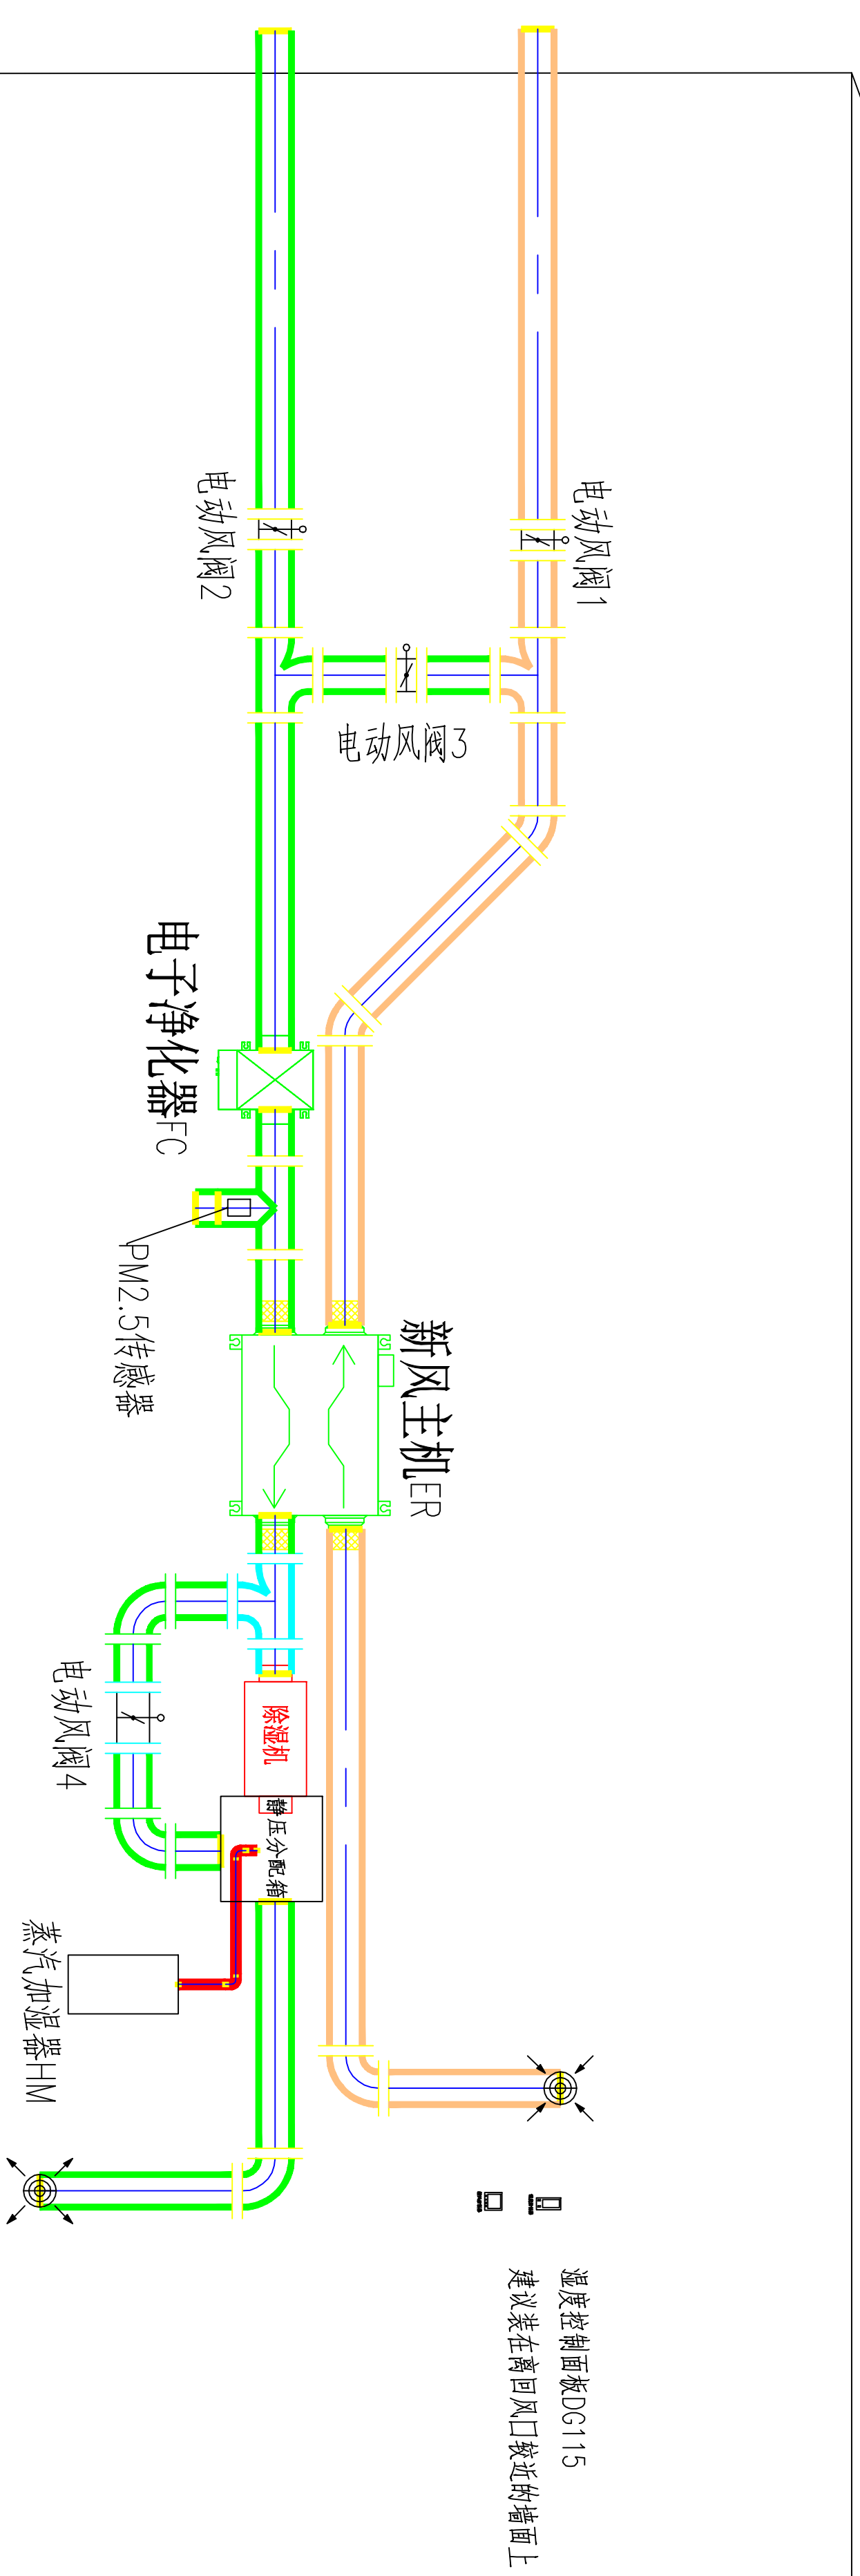 电动风阀1
电动风阀2
电动风阀3
电子净化器FC
PM2.5传感器
新风主机ER
除湿机
电动风阀4
静压分配箱
蒸汽加湿器HM
湿度控制面板DG115
建议装在离回风口较近的墙面上